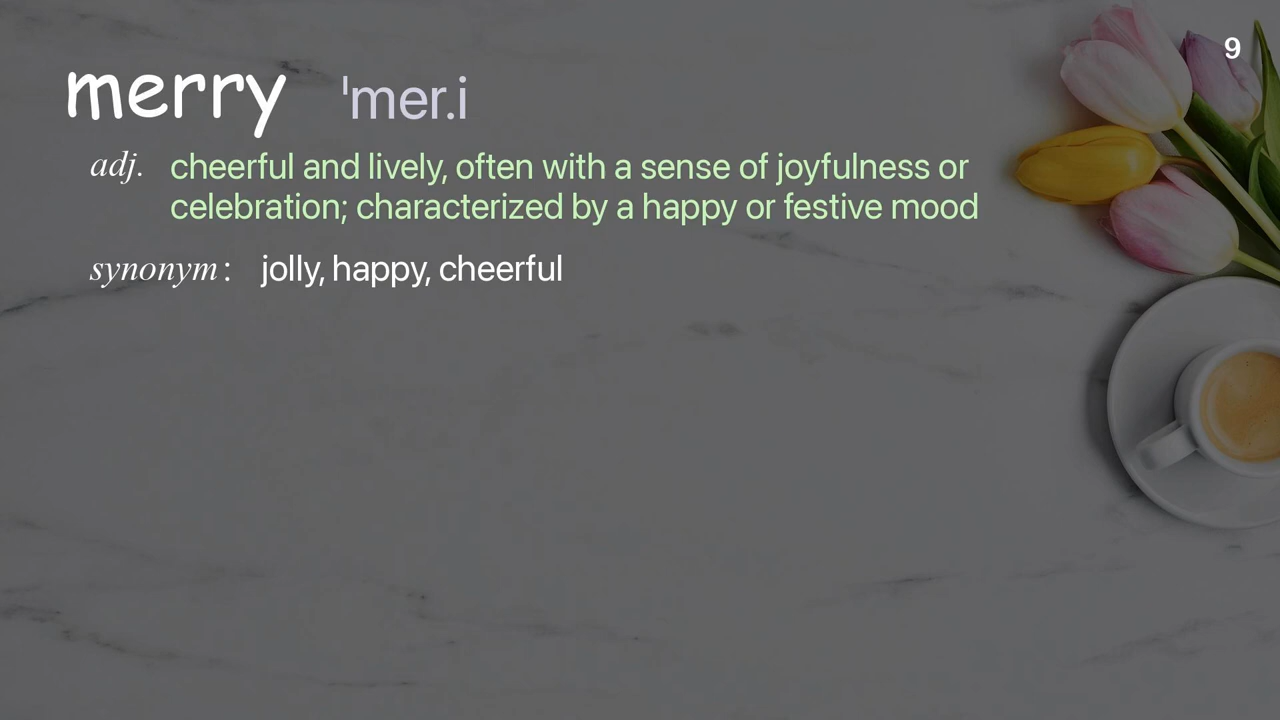 9
merry ˈmer.i
adj. cheerful and lively, often with a sense of joyfulness or
celebration; characterized by a happy or festive mood
synonym: jolly, happy, cheerful